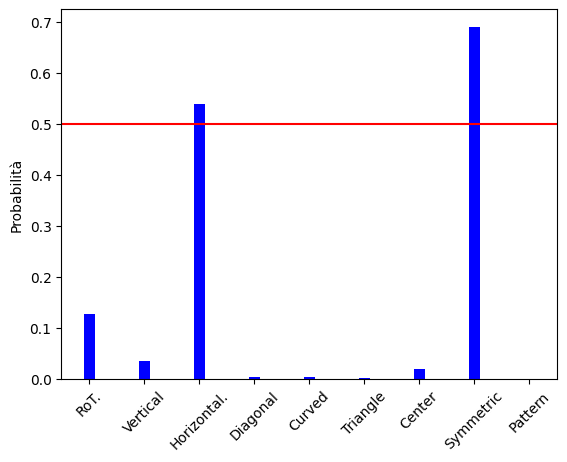 0.7
0.6
0.5
0.4
0.3
0.2
0.1
0.0
Probabilità
RoT.
Vertical
Horizontal.
Diagonal
Curved
Triangle
Center
Symmetric
Pattern